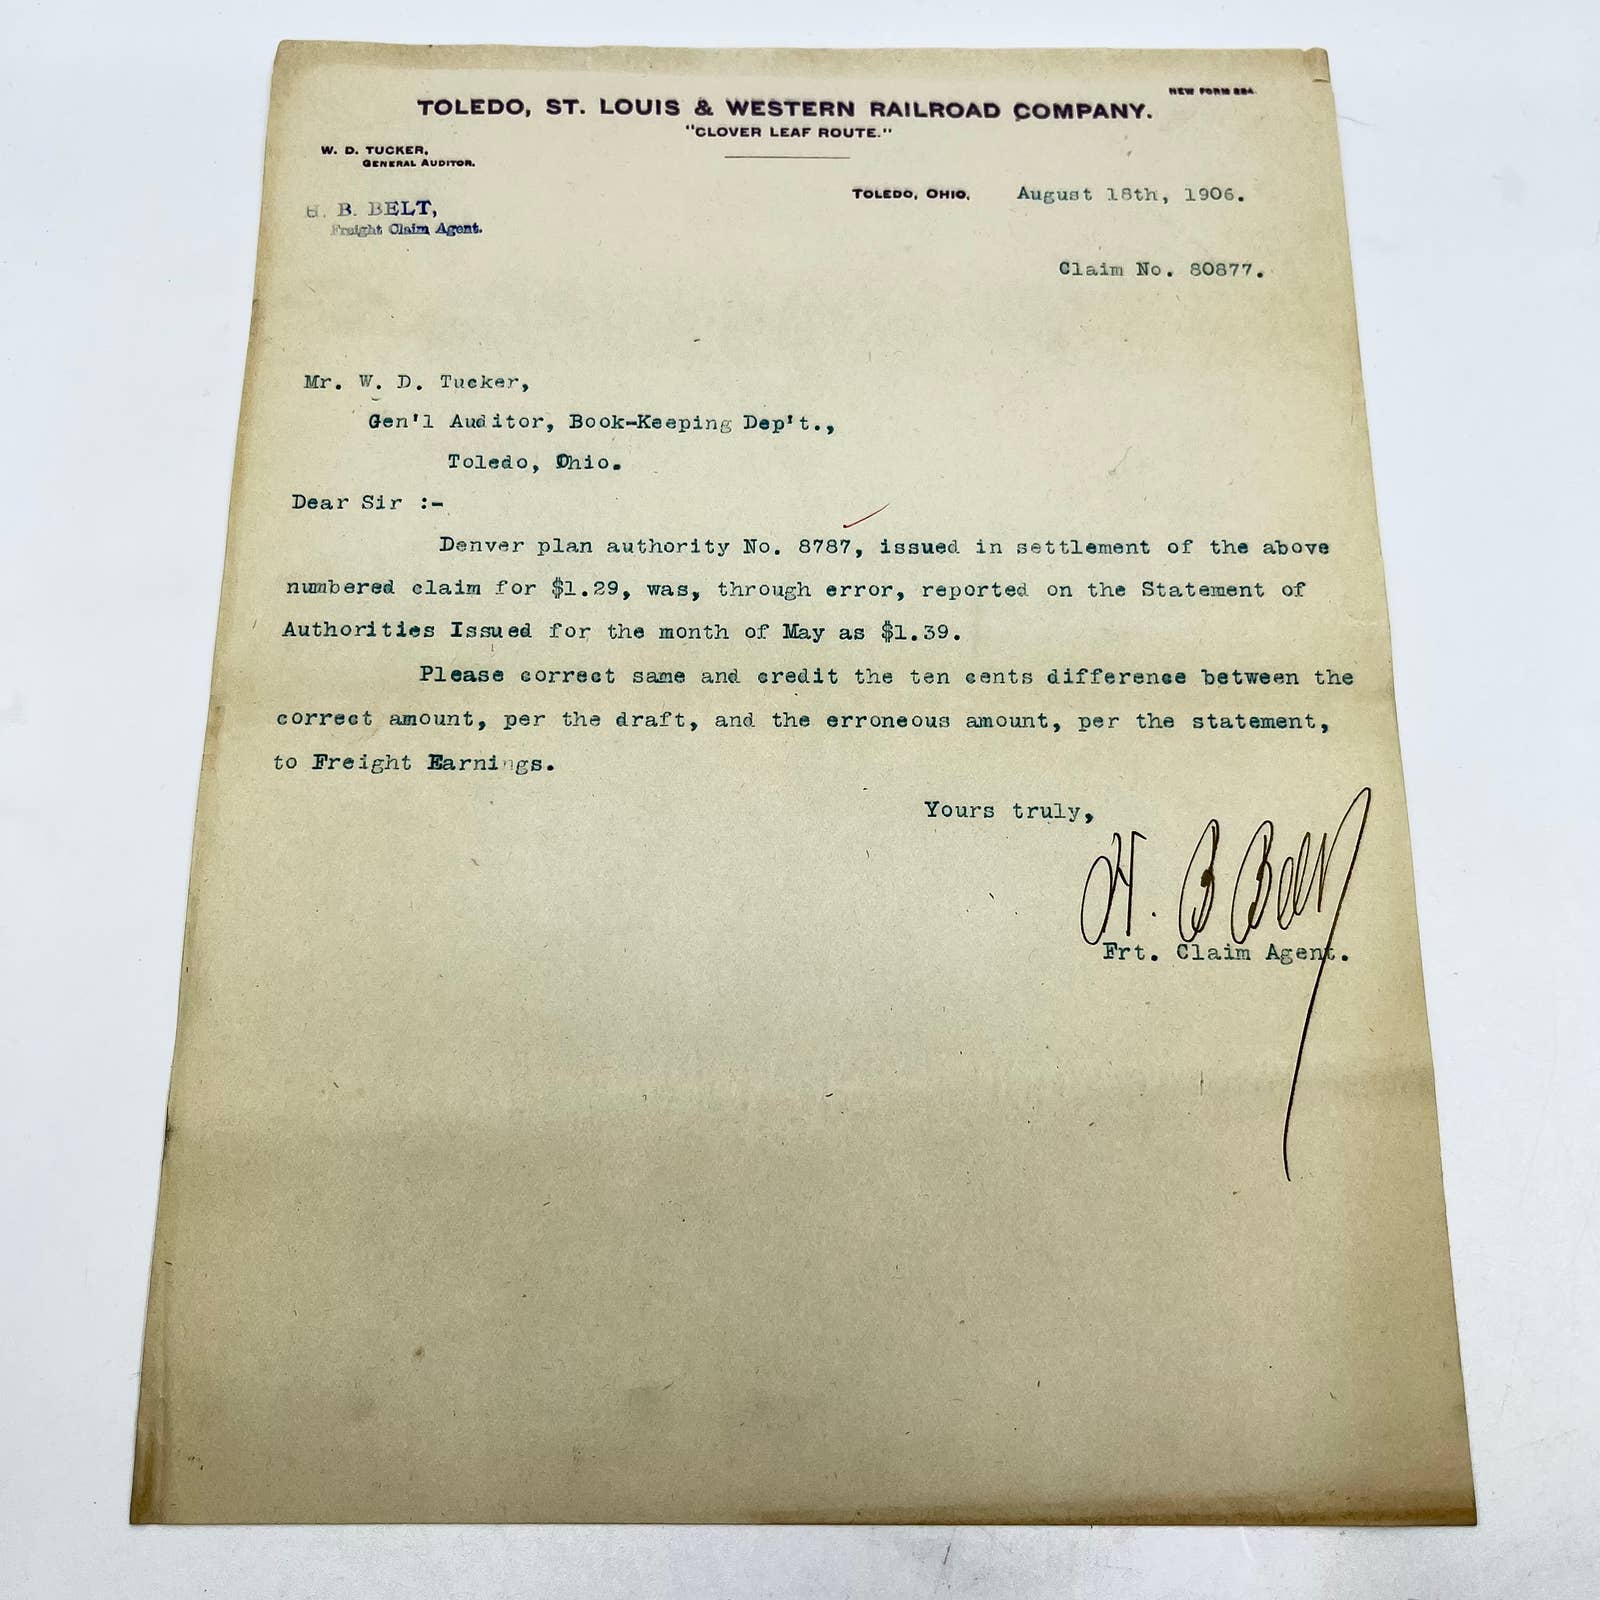 NEW FORM 284.
TOLEDO, ST. LOUIS & WESTERN RAILROAD COMPANY.
"CLOVER LEAF ROUTE."
W. D. TUCKER,
GENERAL AUDITOR.
TOLEDO, OHIO, August 18th, 1906.
H. B. BELT,
Freight Claim Agent.
Claim No. 80877.
Mr. W. D. Tucker,
Gen'l Auditor, Book-Keeping Dep't.,
Toledo, Ohio.
Dear Sir :-
Denver plan authority No. 8787, issued in settlement of the above
numbered claim for $1.29, was, through error, reported on the Statement of
Authorities Issued for the month of May as $1.39.
Please correct same and credit the ten cents difference between the
correct amount, per the draft, and the erroneous amount, per the statement,
to Freight Earnings.
Yours truly,
H. B Belt
Frt. Claim Agent.